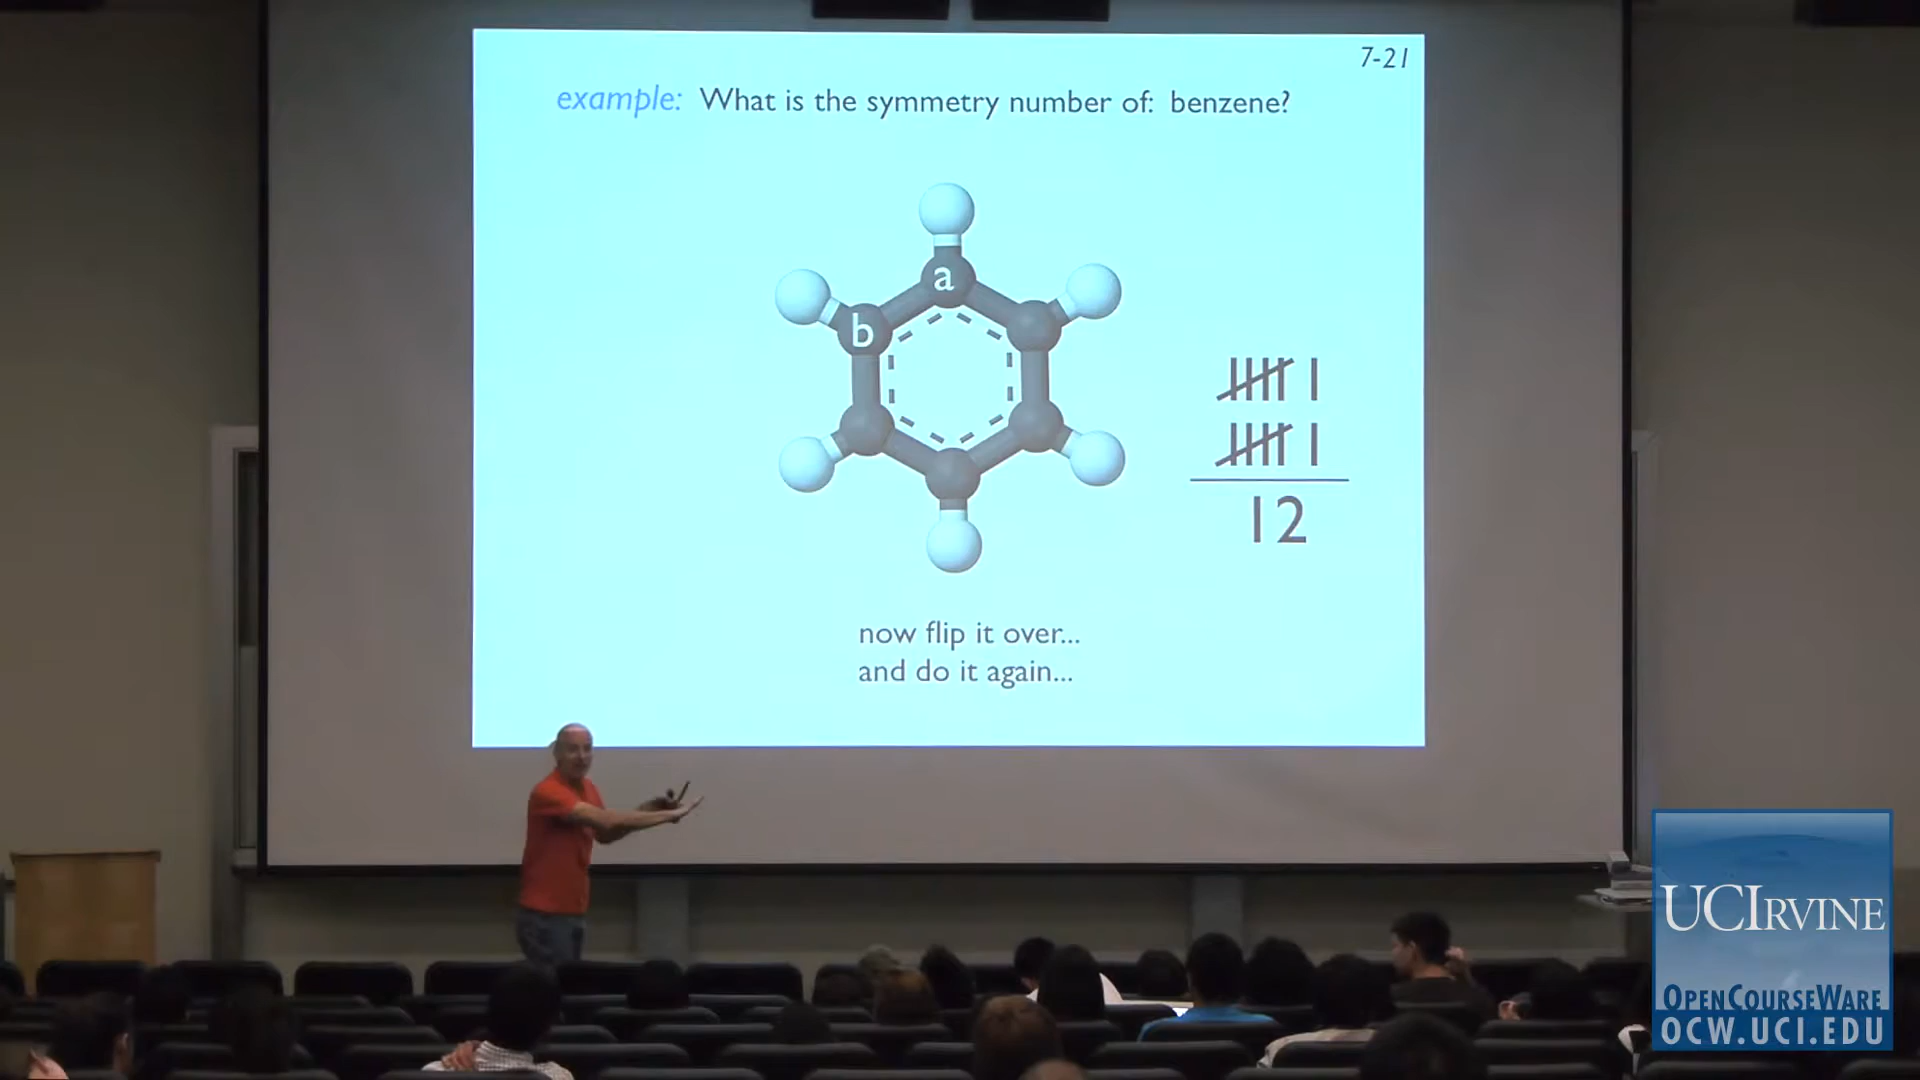 7-21
example: What is the symmetry number of: benzene?
a
b
12
now flip it over...
and do it again...
UCIRVINE
OPENCOURSEWARE
OCW.UCI.EDU